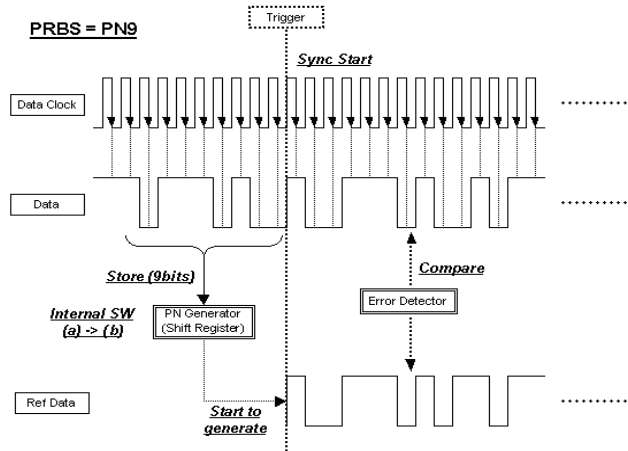 Trigger
PRBS = PN9
Sync Start
Data Clock
Data
Store (9bits)
Compare
Internal SW
(a) -> (b)
PN Generator
(Shift Register)
Error Detector
Ref Data
Start to
generate